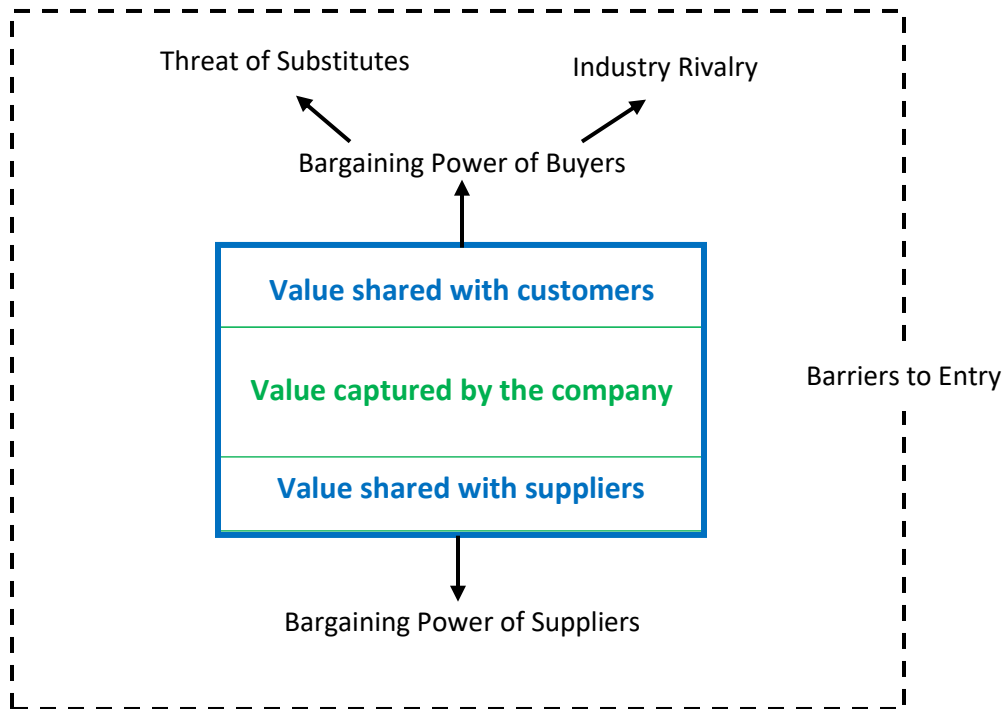 Threat of Substitutes
Industry Rivalry
Bargaining Power of Buyers
Value shared with customers
Value captured by the company
Barriers to Entry
Value shared with suppliers
Bargaining Power of Suppliers